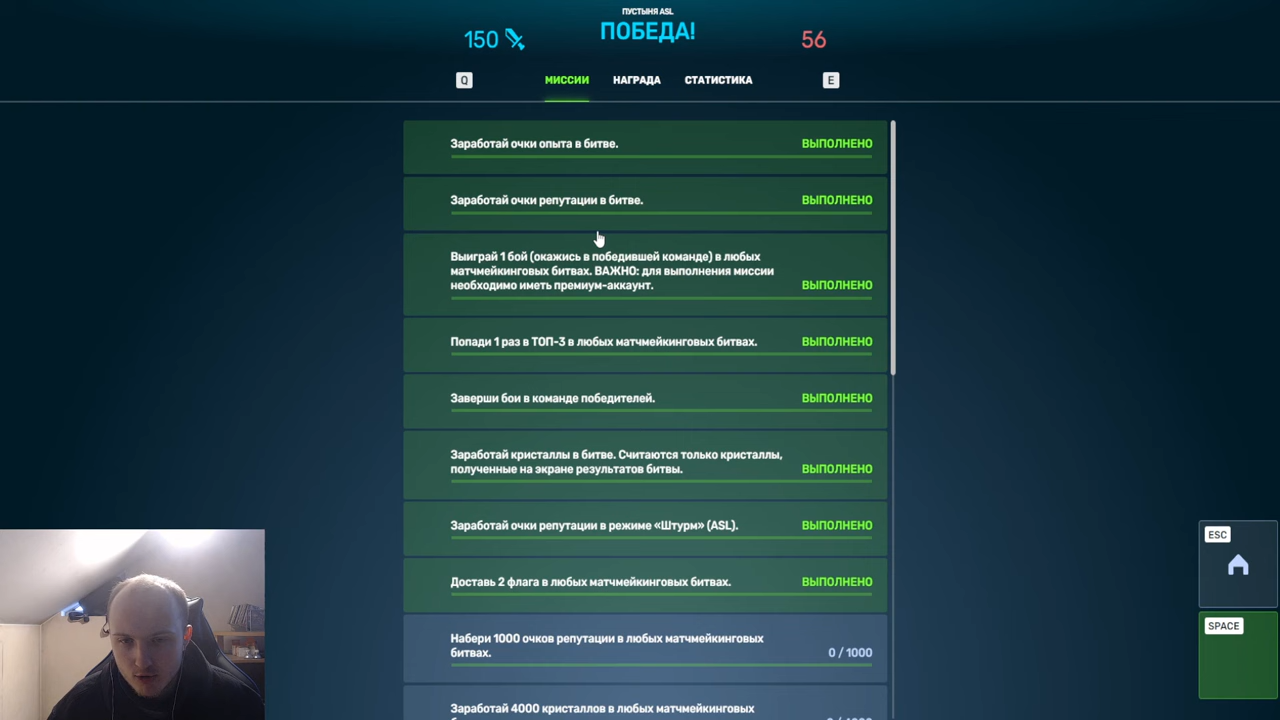 ПУСТЫНЯ ASL
150
ПОБЕДА!
56
Q
МИССИИ
НАГРАДА
СТАТИСТИКА
E
Заработай очки опыта в битве.
ВЫПОЛНЕНО
Заработай очки репутации в битве.
ВЫПОЛНЕНО
Выиграй 1 бой (окажись в победившей команде) в любых
матчмейкинговых битвах. ВАЖНО: для выполнения миссии
необходимо иметь премиум-аккаунт.
ВЫПОЛНЕНО
Попади 1 раз в ТОП-3 в любых матчмейкинговых битвах.
ВЫПОЛНЕНО
Заверши бои в команде победителей.
ВЫПОЛНЕНО
Заработай кристаллы в битве. Считаются только кристаллы,
полученные на экране результатов битвы.
ВЫПОЛНЕНО
Заработай очки репутации в режиме «Штурм» (ASL).
ВЫПОЛНЕНО
Доставь 2 флага в любых матчмейкинговых битвах.
ВЫПОЛНЕНО
Набери 1000 очков репутации в любых матчмейкинговых
битвах.
0 / 1000
Заработай 4000 кристаллов в любых матчмейкинговых
ESC
SPACE